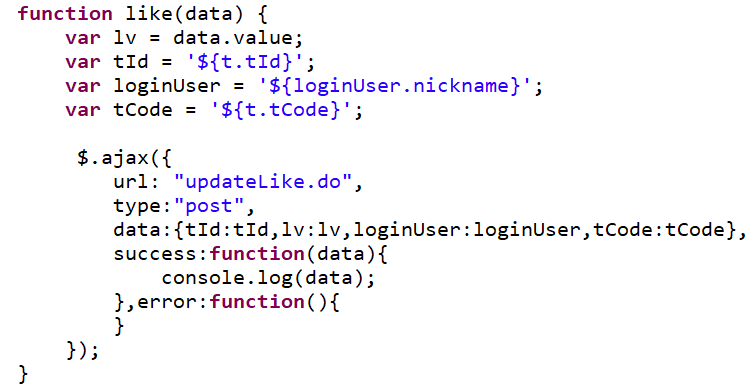 function like(data) {
    var lv = data.value;
    var tId = '${t.tId}';
    var loginUser = '${loginUser.nickname}';
    var tCode = '${t.tCode}';

     $.ajax({
        url: "updateLike.do",
        type:"post",
        data:{tId:tId,lv:lv,loginUser:loginUser,tCode:tCode},
        success:function(data){
            console.log(data);
        },error:function(){
        }
    });
}